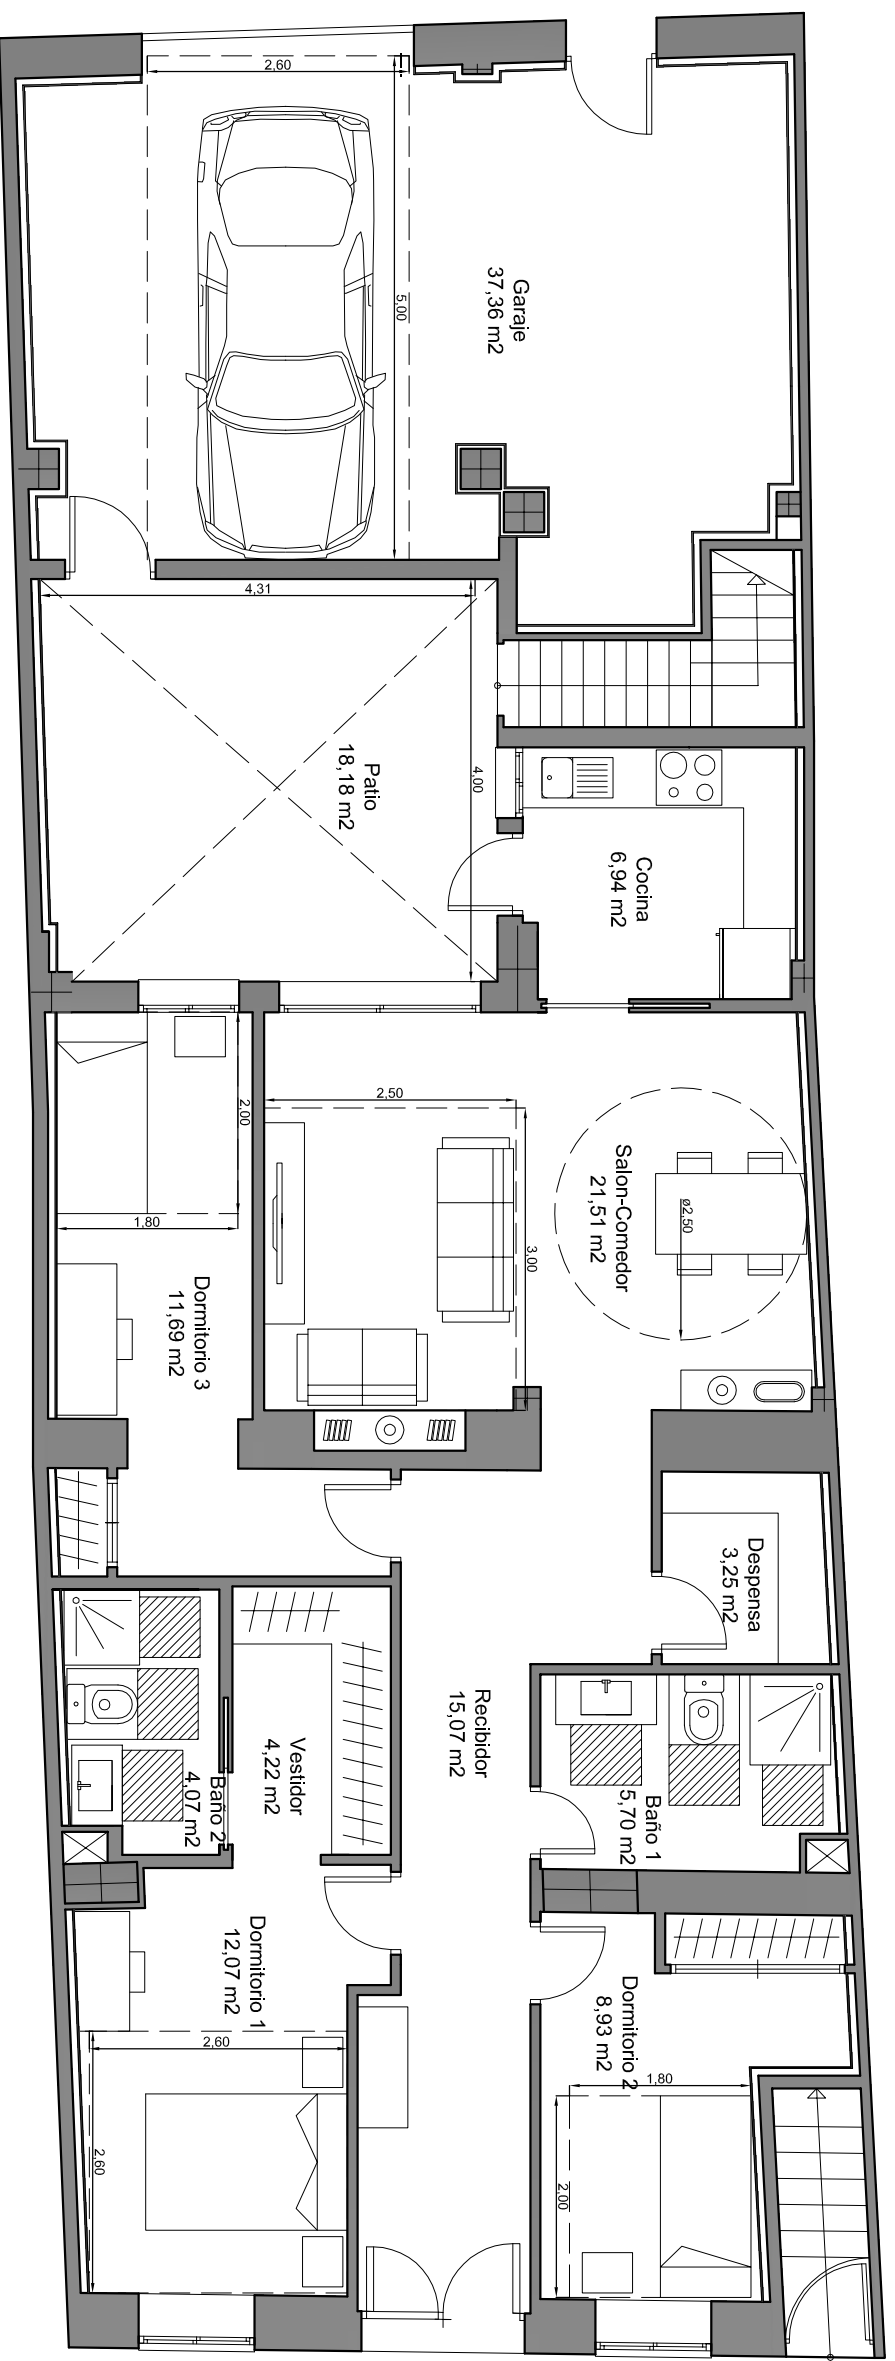 2,60
5,00
Garaje
37,36 m2
4,31
4,00
Patio
18,18 m2
Cocina
6,94 m2
2,00
1,80
Dormitorio 3
11,69 m2
2,50
3,00
Salon-Comedor
21,51 m2
ø2,50
Despensa
3,25 m2
Recibidor
15,07 m2
Baño 1
5,70 m2
Vestidor
4,22 m2
Baño 2
4,07 m2
Dormitorio 1
12,07 m2
2,60
2,60
Dormitorio 2
8,93 m2
1,80
2,00